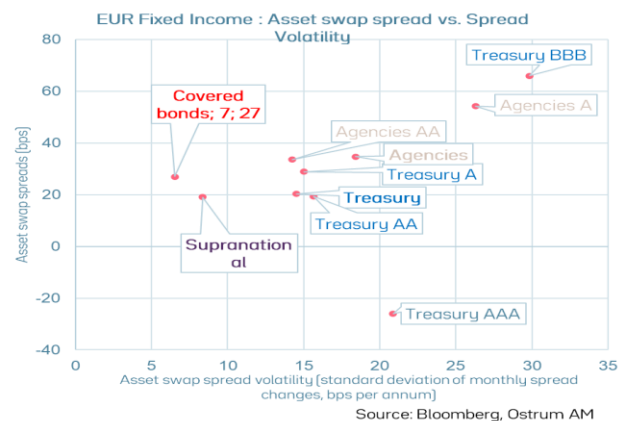 EUR Fixed Income : Asset swap spread vs. Spread
Volatility
80
60
40
20
0
-20
-40
Asset swap spreads (bps)
Treasury BBB
Agencies A
Covered
bonds; 7; 27
Agencies AA
Agencies
Treasury A
Treasury
Treasury AA
Supranation
al
Treasury AAA
0
5
10
15
20
25
30
35
Asset swap spread volatility (standard deviation of monthly spread
changes, bps per annum)
Source: Bloomberg, Ostrum AM